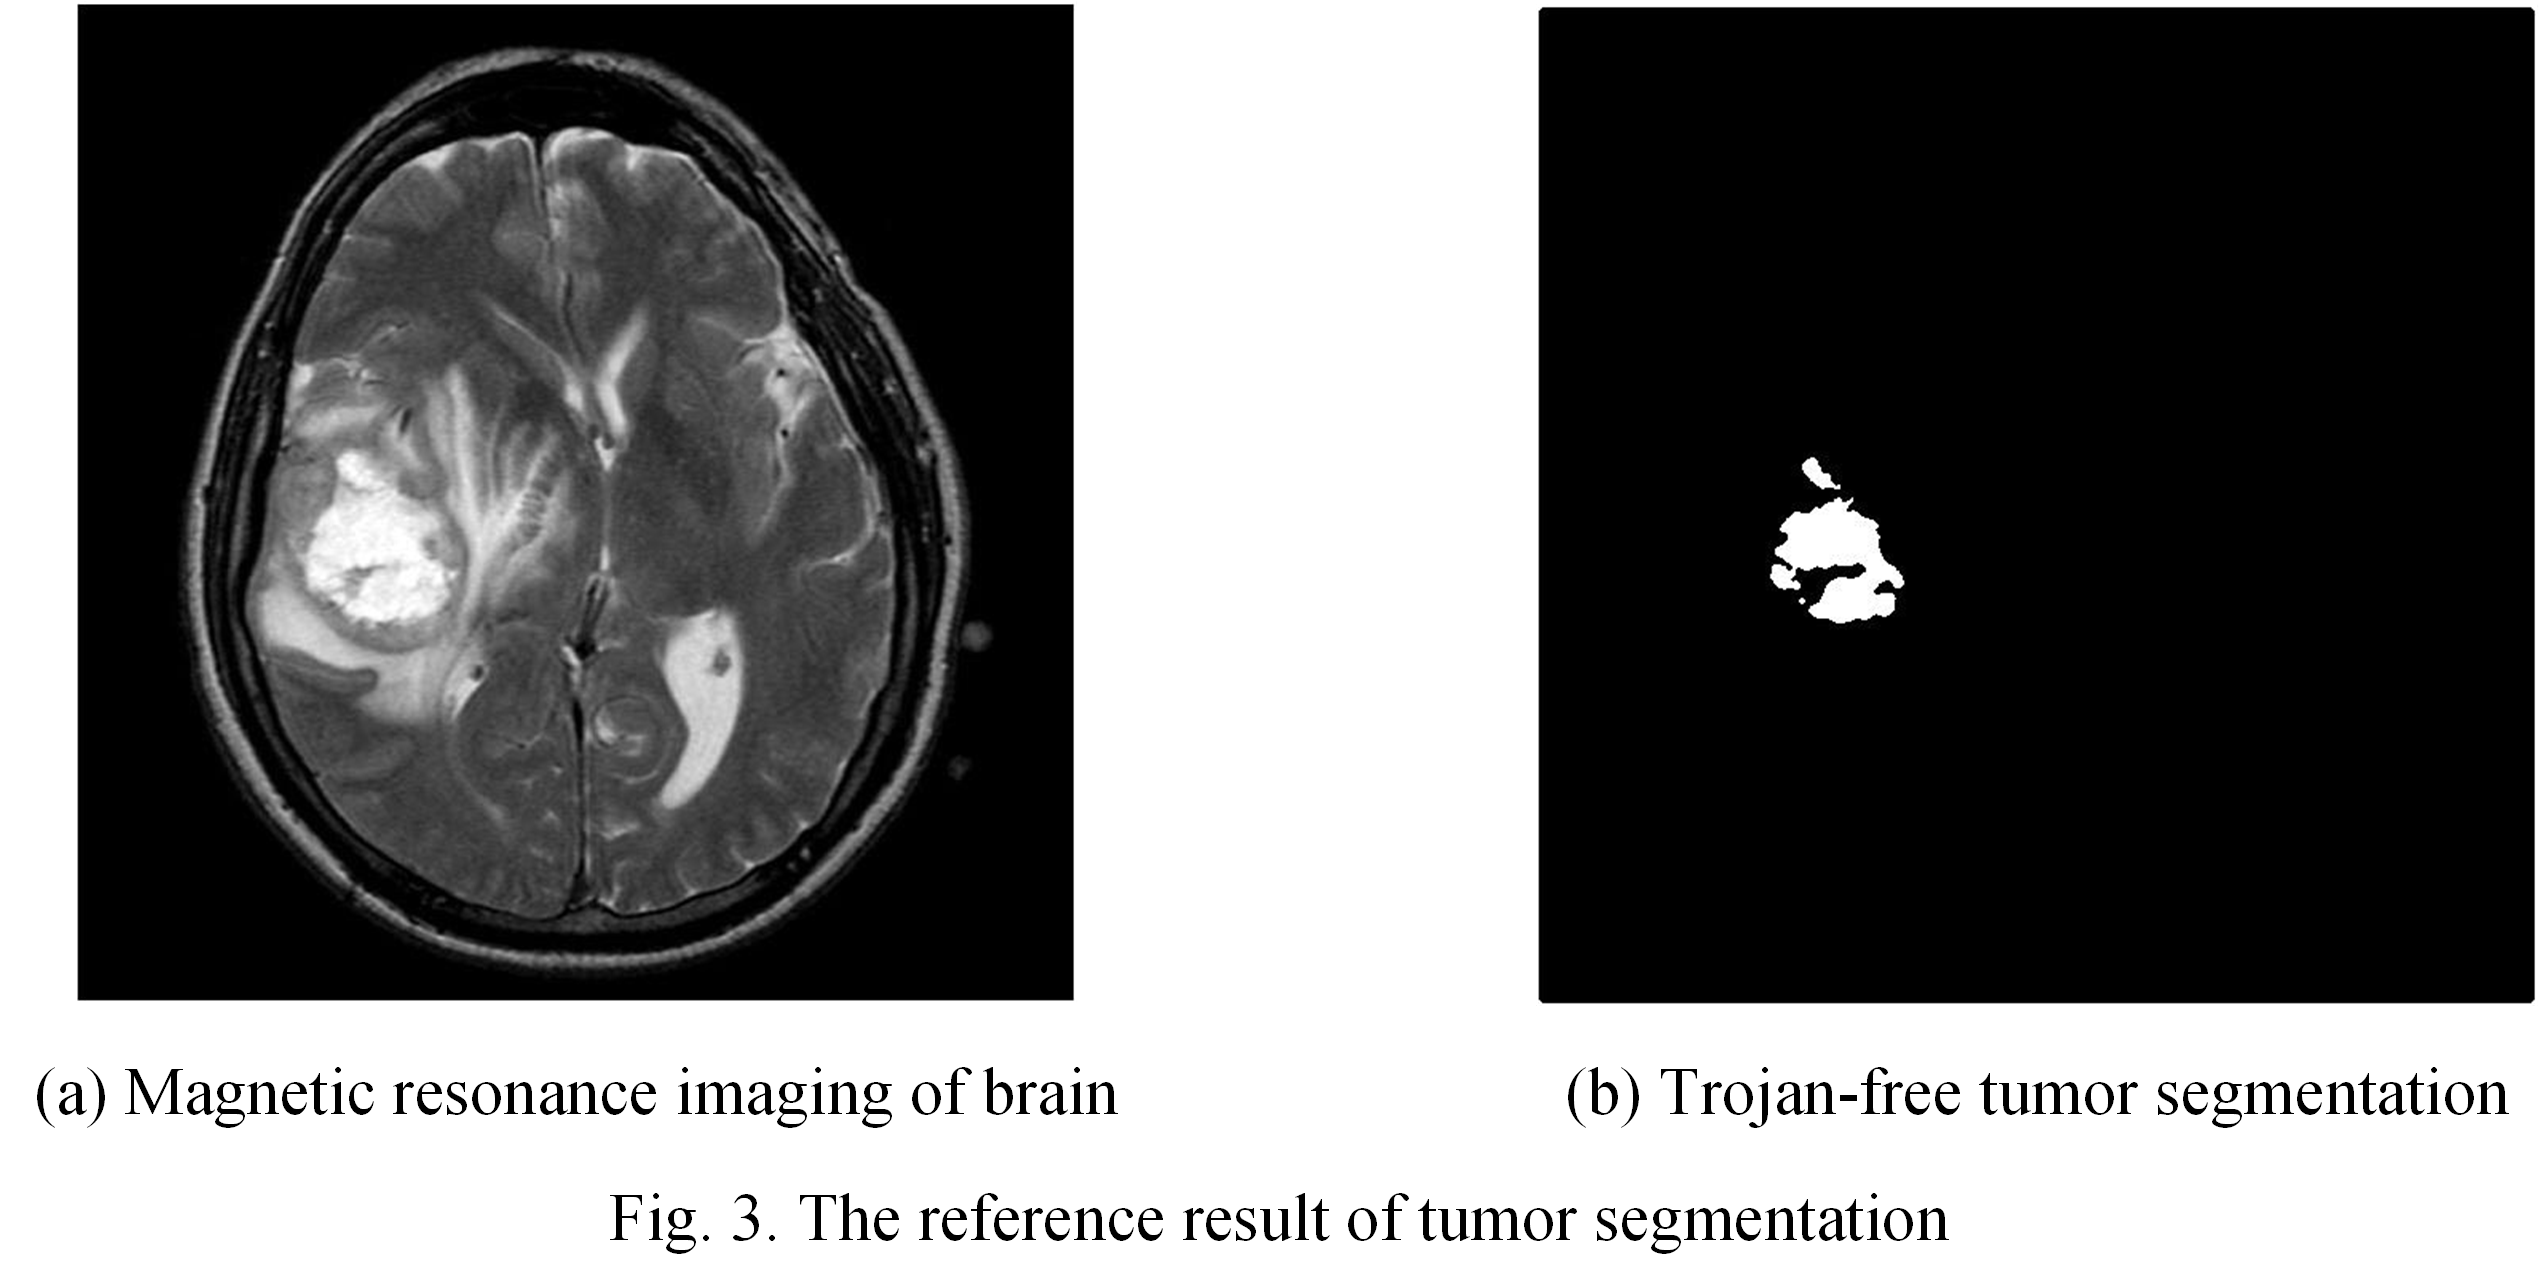 (a) Magnetic resonance imaging of brain
(b) Trojan-free tumor segmentation
Fig. 3. The reference result of tumor segmentation